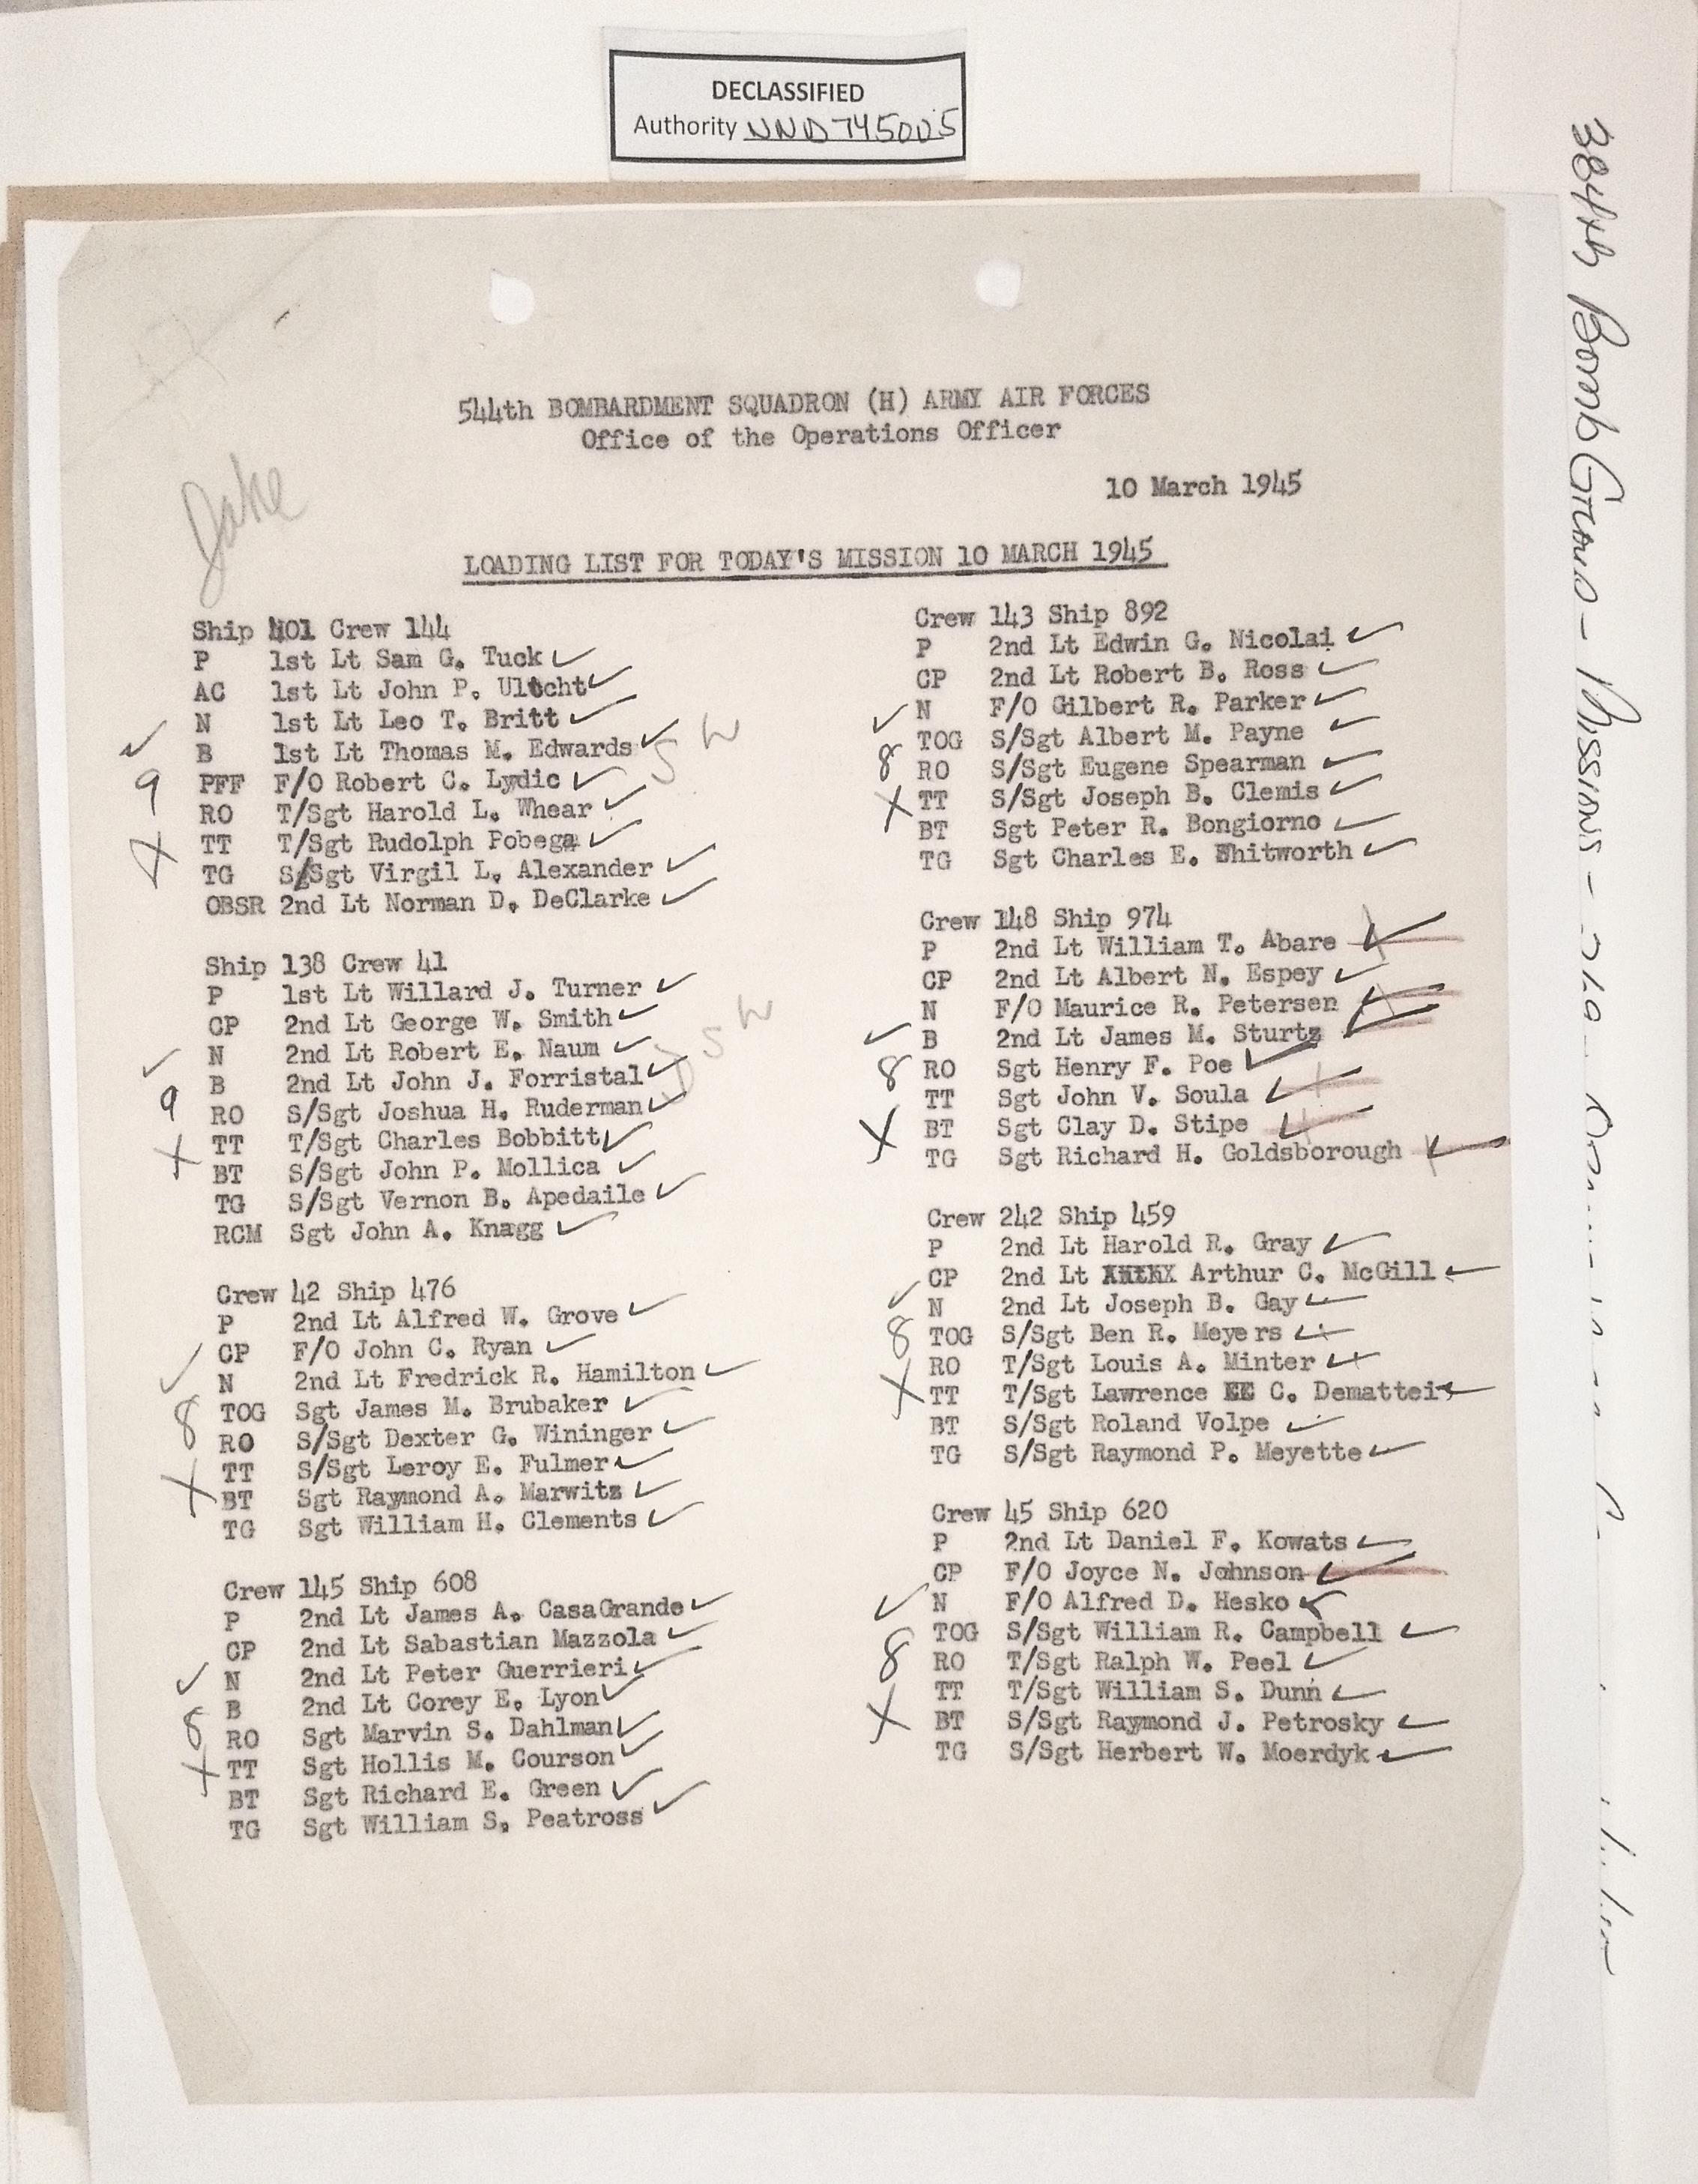 DECLASSIFIED
Authority NND745005
544th BOMBARDMENT SQUADRON (H) ARMY AIR FORCES
Office of the Operations Officer
10 March 1945
Jake
LOADING LIST FOR TODAY'S MISSION 10 MARCH 1945
Ship 401 Crew 144
P 1st Lt Sam G. Tuck
AC 1st Lt John P. Ultcht
N 1st Lt Leo T. Britt
B 1st Lt Thomas M. Edwards
PFF F/O Robert C. Lydic
RO T/Sgt Harold L. Whear
TT T/Sgt Rudolph Pobega
TG S/Sgt Virgil L. Alexander
OBSR 2nd Lt Norman D. DeClarke
9
SW
Ship 138 Crew 41
P 1st Lt Willard J. Turner
CP 2nd Lt George W. Smith
N 2nd Lt Robert E. Naum
B 2nd Lt John J. Forristal
RO S/Sgt Joshua H. Ruderman
TT T/Sgt Charles Bobbitt
BT S/Sgt John P. Mollica
TG S/Sgt Vernon B. Apedaile
RCM Sgt John A. Knagg
9
SW
Crew 42 Ship 476
P 2nd Lt Alfred W. Grove
CP F/O John C. Ryan
N 2nd Lt Fredrick R. Hamilton
TOG Sgt James M. Brubaker
RO S/Sgt Dexter G. Wininger
TT S/Sgt Leroy E. Fulmer
BT Sgt Raymond A. Marwitz
TG Sgt William H. Clements
8
Crew 145 Ship 608
P 2nd Lt James A. CasaGrande
CP 2nd Lt Sabastian Mazzola
N 2nd Lt Peter Guerrieri
B 2nd Lt Corey E. Lyon
RO Sgt Marvin S. Dahlman
TT Sgt Hollis M. Courson
BT Sgt Richard E. Green
TG Sgt William S. Peatross
8
Crew 143 Ship 892
P 2nd Lt Edwin G. Nicolai
CP 2nd Lt Robert B. Ross
N F/O Gilbert R. Parker
TOG S/Sgt Albert M. Payne
RO S/Sgt Eugene Spearman
TT S/Sgt Joseph B. Clemis
BT Sgt Peter R. Bongiorno
TG Sgt Charles E. Whitworth
8
Crew 148 Ship 974
P 2nd Lt William T. Abare
CP 2nd Lt Albert N. Espey
N F/O Maurice R. Petersen
B 2nd Lt James M. Sturtz
RO Sgt Henry F. Poe
TT Sgt John V. Soula
BT Sgt Clay D. Stipe
TG Sgt Richard H. Goldsborough
8
Crew 242 Ship 459
P 2nd Lt Harold R. Gray
CP 2nd Lt Arthur C. McGill
N 2nd Lt Joseph B. Gay
TOG S/Sgt Ben R. Meyers
RO T/Sgt Louis A. Minter
TT T/Sgt Lawrence C. Demattei
BT S/Sgt Roland Volpe
TG S/Sgt Raymond P. Meyette
8
Crew 45 Ship 620
P 2nd Lt Daniel F. Kowats
CP F/O Joyce N. Johnson
N F/O Alfred D. Hesko
TOG S/Sgt William R. Campbell
RO T/Sgt Ralph W. Peel
TT T/Sgt William S. Dunn
BT S/Sgt Raymond J. Petrosky
TG S/Sgt Herbert W. Moerdyk
8
384th Bomb Group - Missions -